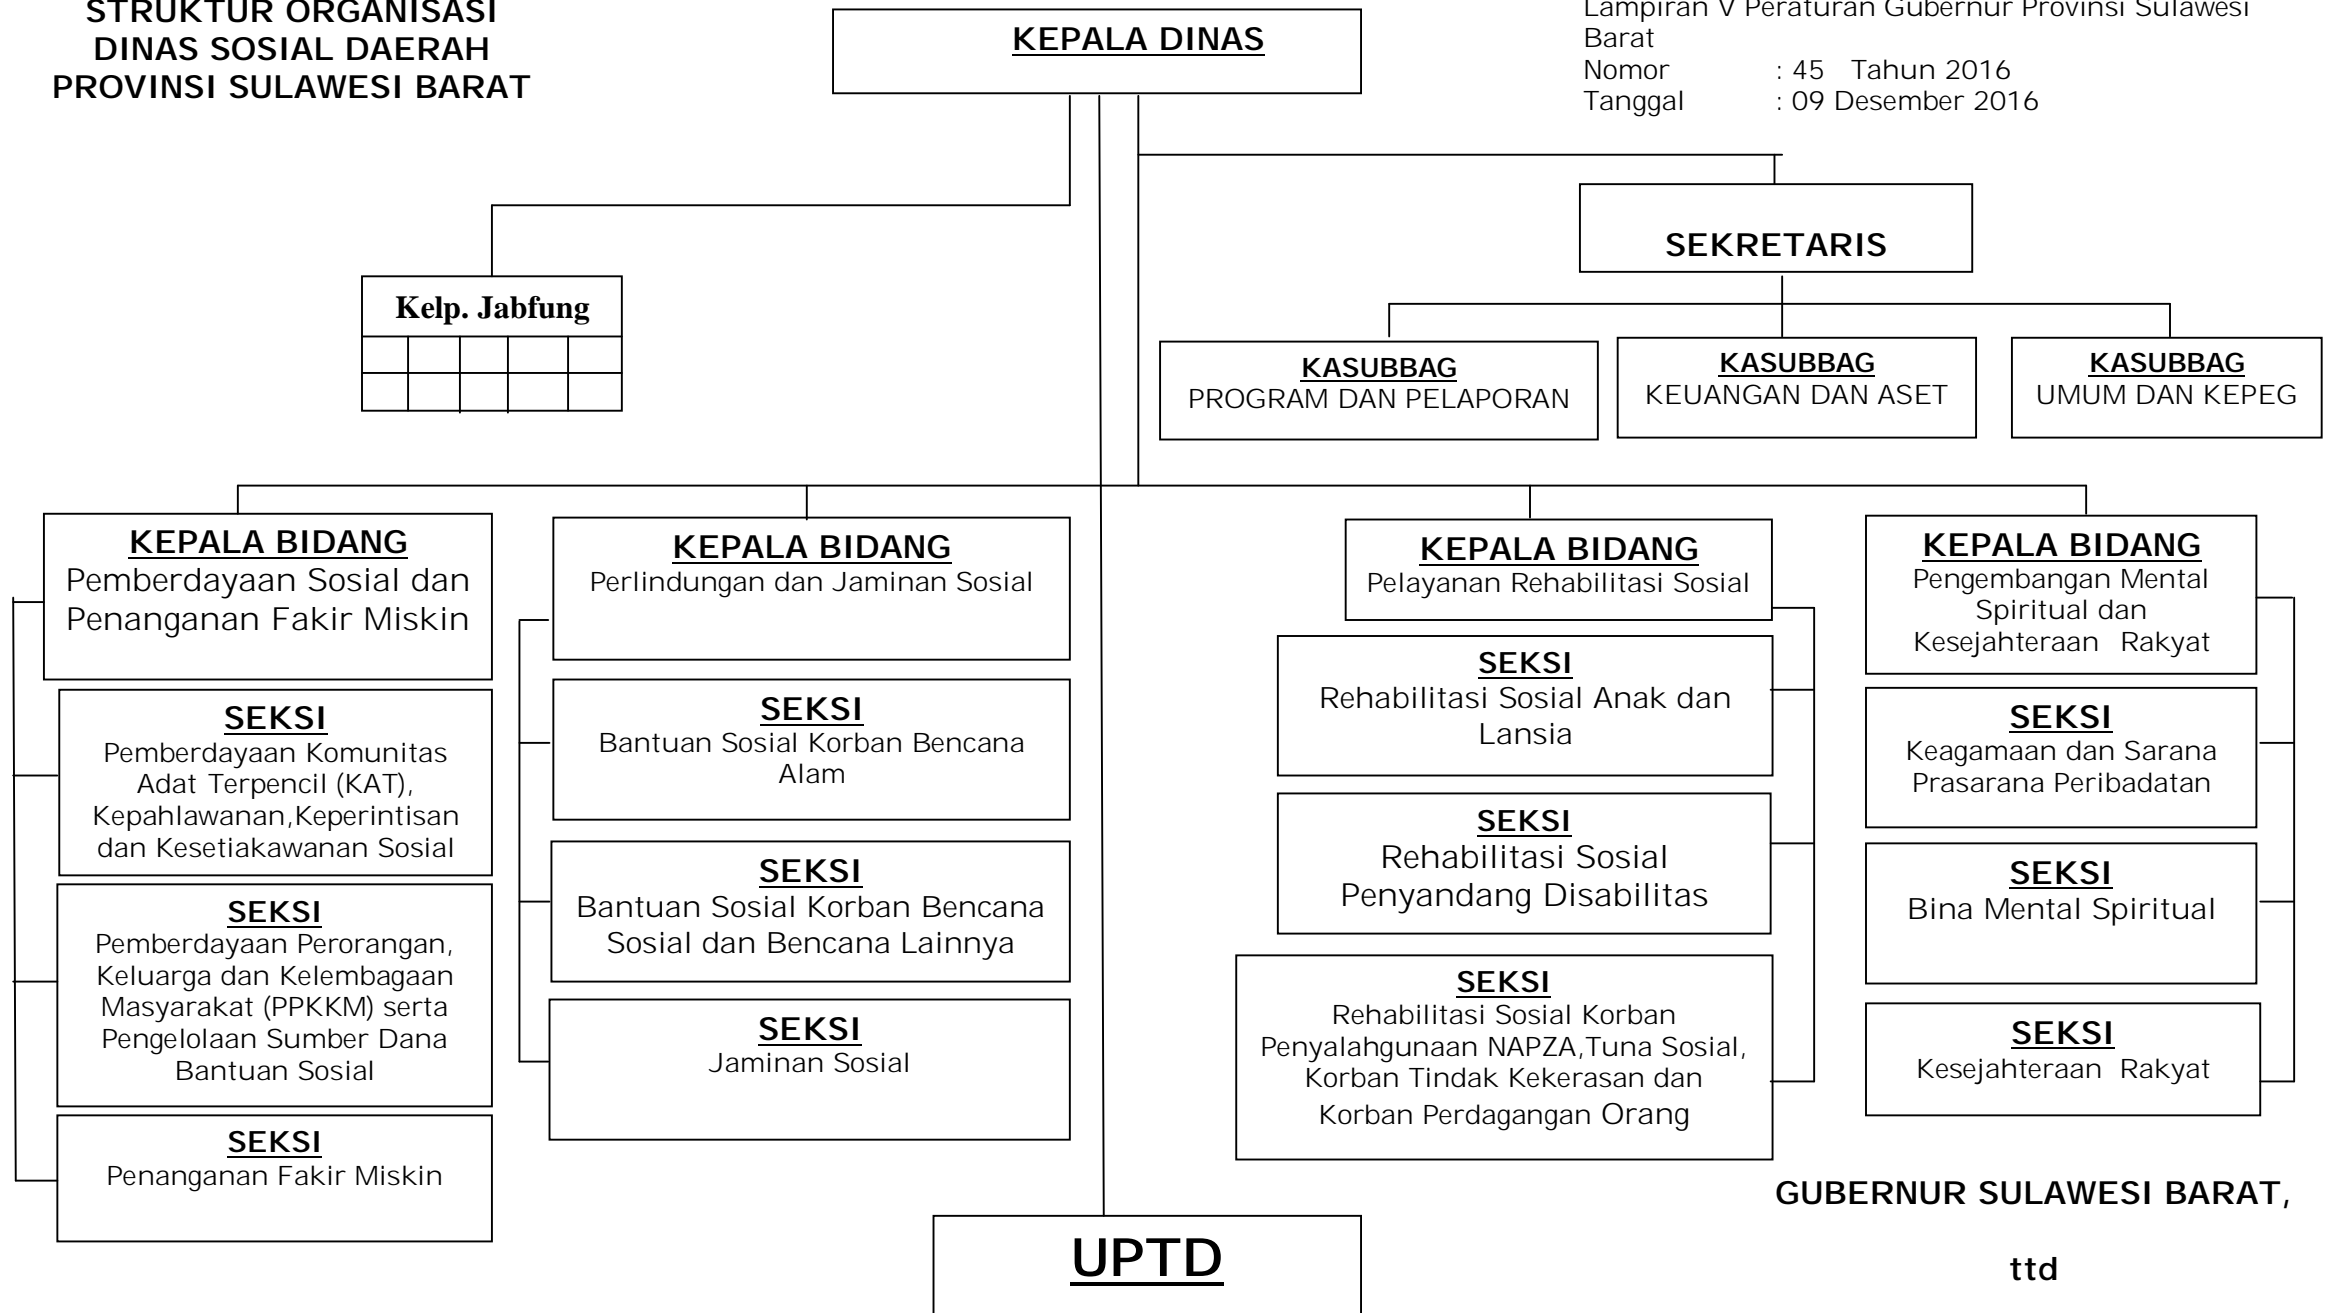 STRUKTUR ORGANISASI
DINAS SOSIAL DAERAH
PROVINSI SULAWESI BARAT
KEPALA DINAS
Lampiran V Peraturan Gubernur Provinsi Sulawesi
Barat
Nomor : 45 Tahun 2016
Tanggal : 09 Desember 2016
SEKRETARIS
Kelp. Jabfung
KASUBBAG
PROGRAM DAN PELAPORAN
KASUBBAG
KEUANGAN DAN ASET
KASUBBAG
UMUM DAN KEPEG
KEPALA BIDANG
Pemberdayaan Sosial dan
Penanganan Fakir Miskin
SEKSI
Pemberdayaan Komunitas
Adat Terpencil (KAT),
Kepahlawanan,Keperintisan
dan Kesetiakawanan Sosial
SEKSI
Pemberdayaan Perorangan,
Keluarga dan Kelembagaan
Masyarakat (PPKKM) serta
Pengelolaan Sumber Dana
Bantuan Sosial
SEKSI
Penanganan Fakir Miskin
KEPALA BIDANG
Perlindungan dan Jaminan Sosial
SEKSI
Bantuan Sosial Korban Bencana
Alam
SEKSI
Bantuan Sosial Korban Bencana
Sosial dan Bencana Lainnya
SEKSI
Jaminan Sosial
KEPALA BIDANG
Pelayanan Rehabilitasi Sosial
SEKSI
Rehabilitasi Sosial Anak dan
Lansia
SEKSI
Rehabilitasi Sosial
Penyandang Disabilitas
SEKSI
Rehabilitasi Sosial Korban
Penyalahgunaan NAPZA,Tuna Sosial,
Korban Tindak Kekerasan dan
Korban Perdagangan Orang
KEPALA BIDANG
Pengembangan Mental
Spiritual dan
Kesejahteraan Rakyat
SEKSI
Keagamaan dan Sarana
Prasarana Peribadatan
SEKSI
Bina Mental Spiritual
SEKSI
Kesejahteraan Rakyat
UPTD
GUBERNUR SULAWESI BARAT,
ttd